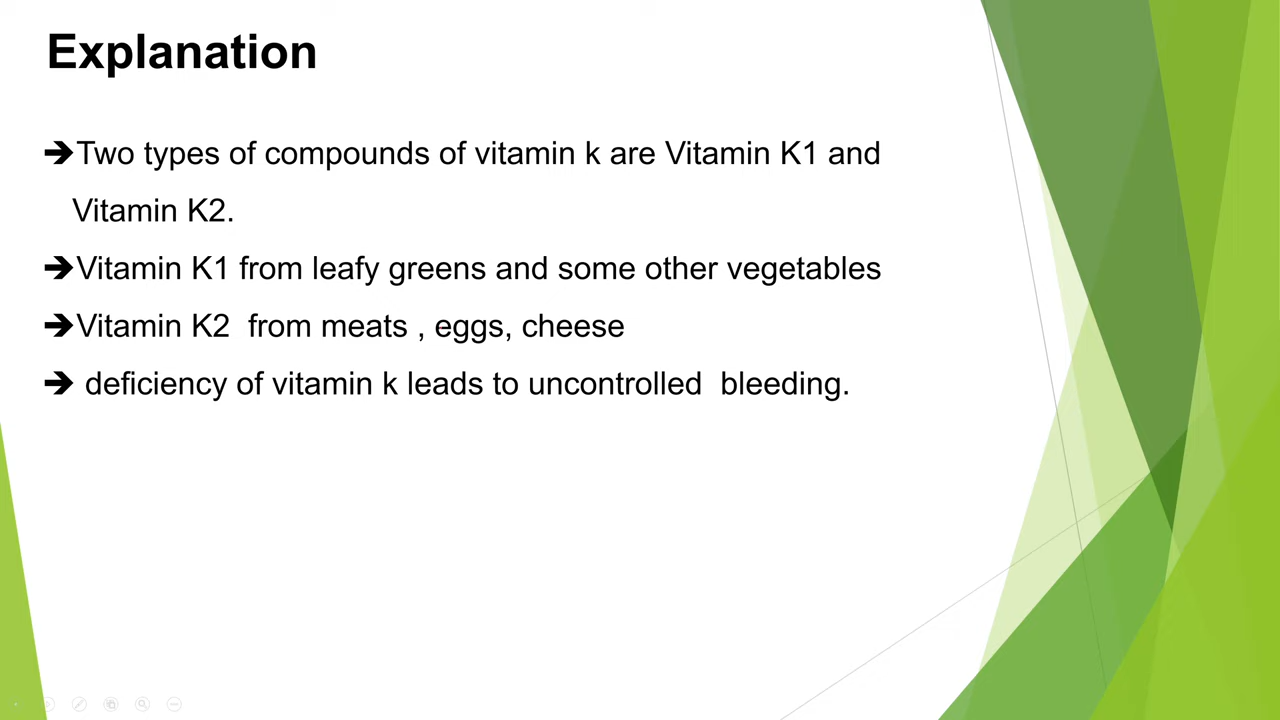 Explanation
➔Two types of compounds of vitamin k are Vitamin K1 and
Vitamin K2.
➔Vitamin K1 from leafy greens and some other vegetables
➔Vitamin K2  from meats , eggs, cheese
➔ deficiency of vitamin k leads to uncontrolled  bleeding.